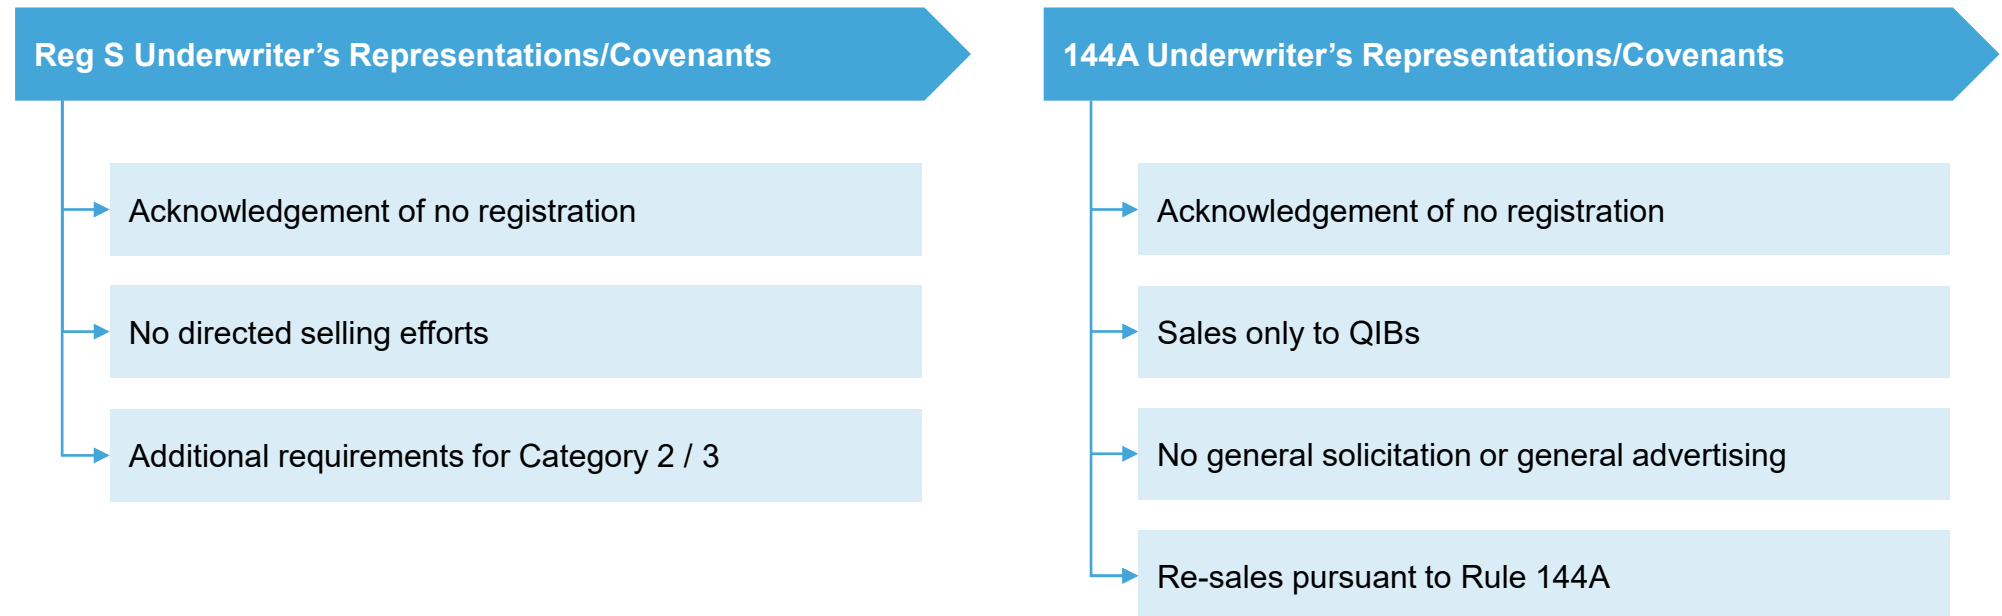 Reg S Underwriter’s Representations/Covenants
Acknowledgement of no registration
No directed selling efforts
Additional requirements for Category 2 / 3
144A Underwriter’s Representations/Covenants
Acknowledgement of no registration
Sales only to QIBs
No general solicitation or general advertising
Re-sales pursuant to Rule 144A